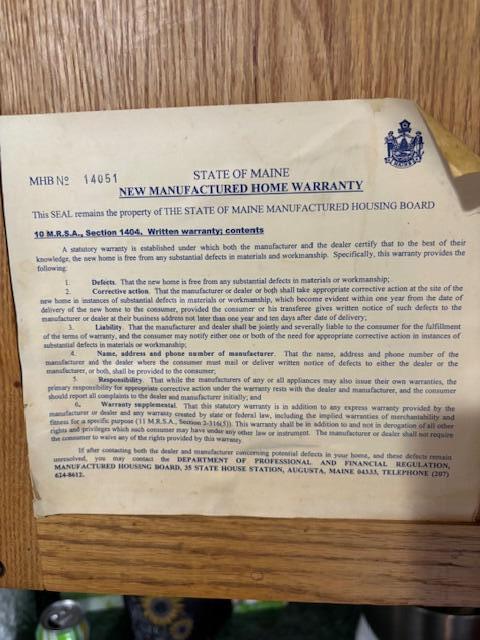 MHB Nº 14051
STATE OF MAINE
NEW MANUFACTURED HOME WARRANTY
This SEAL remains the property of THE STATE OF MAINE MANUFACTURED HOUSING BOARD
10 M.R.S.A., Section 1404, Written warranty; contents
A statutory warranty is established under which both the manufacturer and the dealer certify that to the best of their
knowledge, the new home is free from any substantial defects in materials and workmanship. Specifically, this warranty provides the
following:
1. Defects. That the new home is free from any substantial defects in materials or workmanship;
2. Corrective action. That the manufacturer or dealer or both shall take appropriate corrective action at the site of the
new home in instances of substantial defects in materials or workmanship, which become evident within one year from the date of
delivery of the new home to the consumer, provided the consumer or his transferee gives written notice of such defects to the
manufacturer or dealer at their business address not later than one year and ten days after date of delivery;
3. Liability. That the manufacturer and dealer shall be jointly and severally liable to the consumer for the fulfillment
of the terms of warranty, and the consumer may notify either one or both of the need for appropriate corrective action in instances of
substantial defects in materials or workmanship;
4. Name, address and phone number of manufacturer. That the name, address and phone number of the
manufacturer and the dealer where the consumer must mail or deliver written notice of defects to either the dealer or the
manufacturer, or both, shall be provided to the consumer;
5. Responsibility. That while the manufacturers of any or all appliances may also issue their own warranties, the
primary responsibility for appropriate corrective action under the warranty rests with the dealer and manufacturer, and the consumer
should report all complaints to the dealer and manufacturer initially; and
6. Warranty supplemental. That this statutory warranty is in addition to any express warranty provided by the
manufacturer or dealer and any warranty created by state or federal law, including the implied warranties of merchantability and
fitness for a specific purpose (11 M.R.S.A., Section 2-316(5)). This warranty shall be in addition to and not in derogation of all other
rights and privileges which such consumer may have under any other law or instrument. The manufacturer or dealer shall not require
the consumer to waive any of the rights provided by this warranty.
If after contacting both the dealer and manufacturer concerning potential defects in your home, and these defects remain
unresolved, you may contact the DEPARTMENT OF PROFESSIONAL AND FINANCIAL REGULATION,
MANUFACTURED HOUSING BOARD, 35 STATE HOUSE STATION, AUGUSTA, MAINE 04333, TELEPHONE (207)
624-8612.